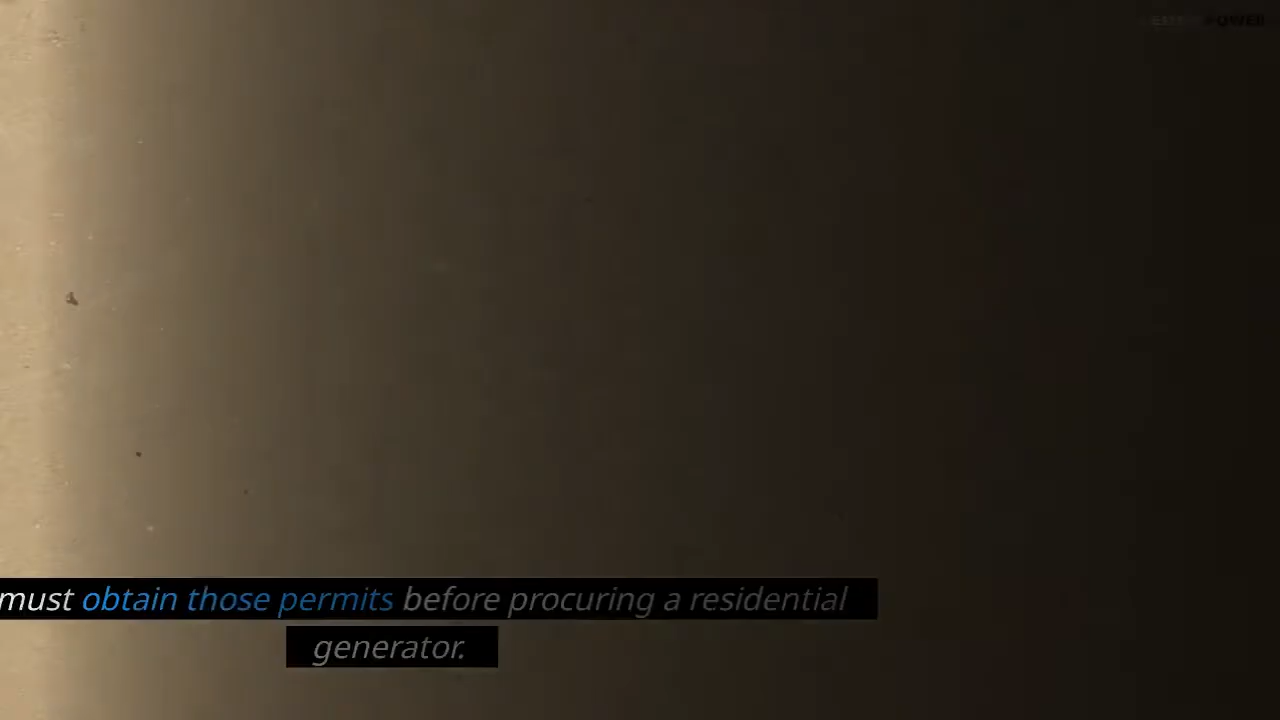 must obtain those permits before procuring a residential
generator.